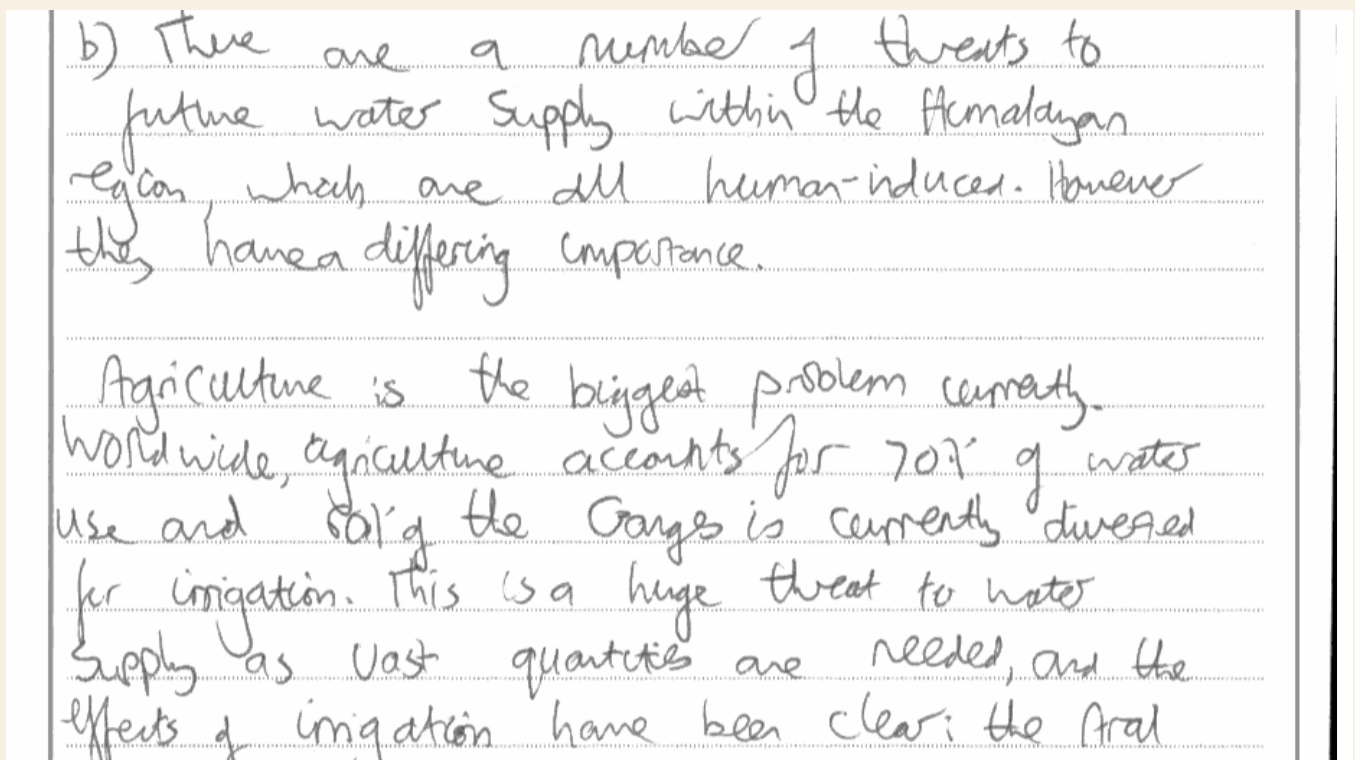 b) There are a number of threats to
future water supply within the Himalayan
region, which are all human-induced. However
they have a differing importance.
Agriculture is the biggest problem currently.
Worldwide, agriculture accounts for 70% of water
use and 60% of the Ganges is currently diverted
for irrigation. This is a huge threat to water
supply as vast quantities are needed, and the
effects of irrigation have been clear: the Aral